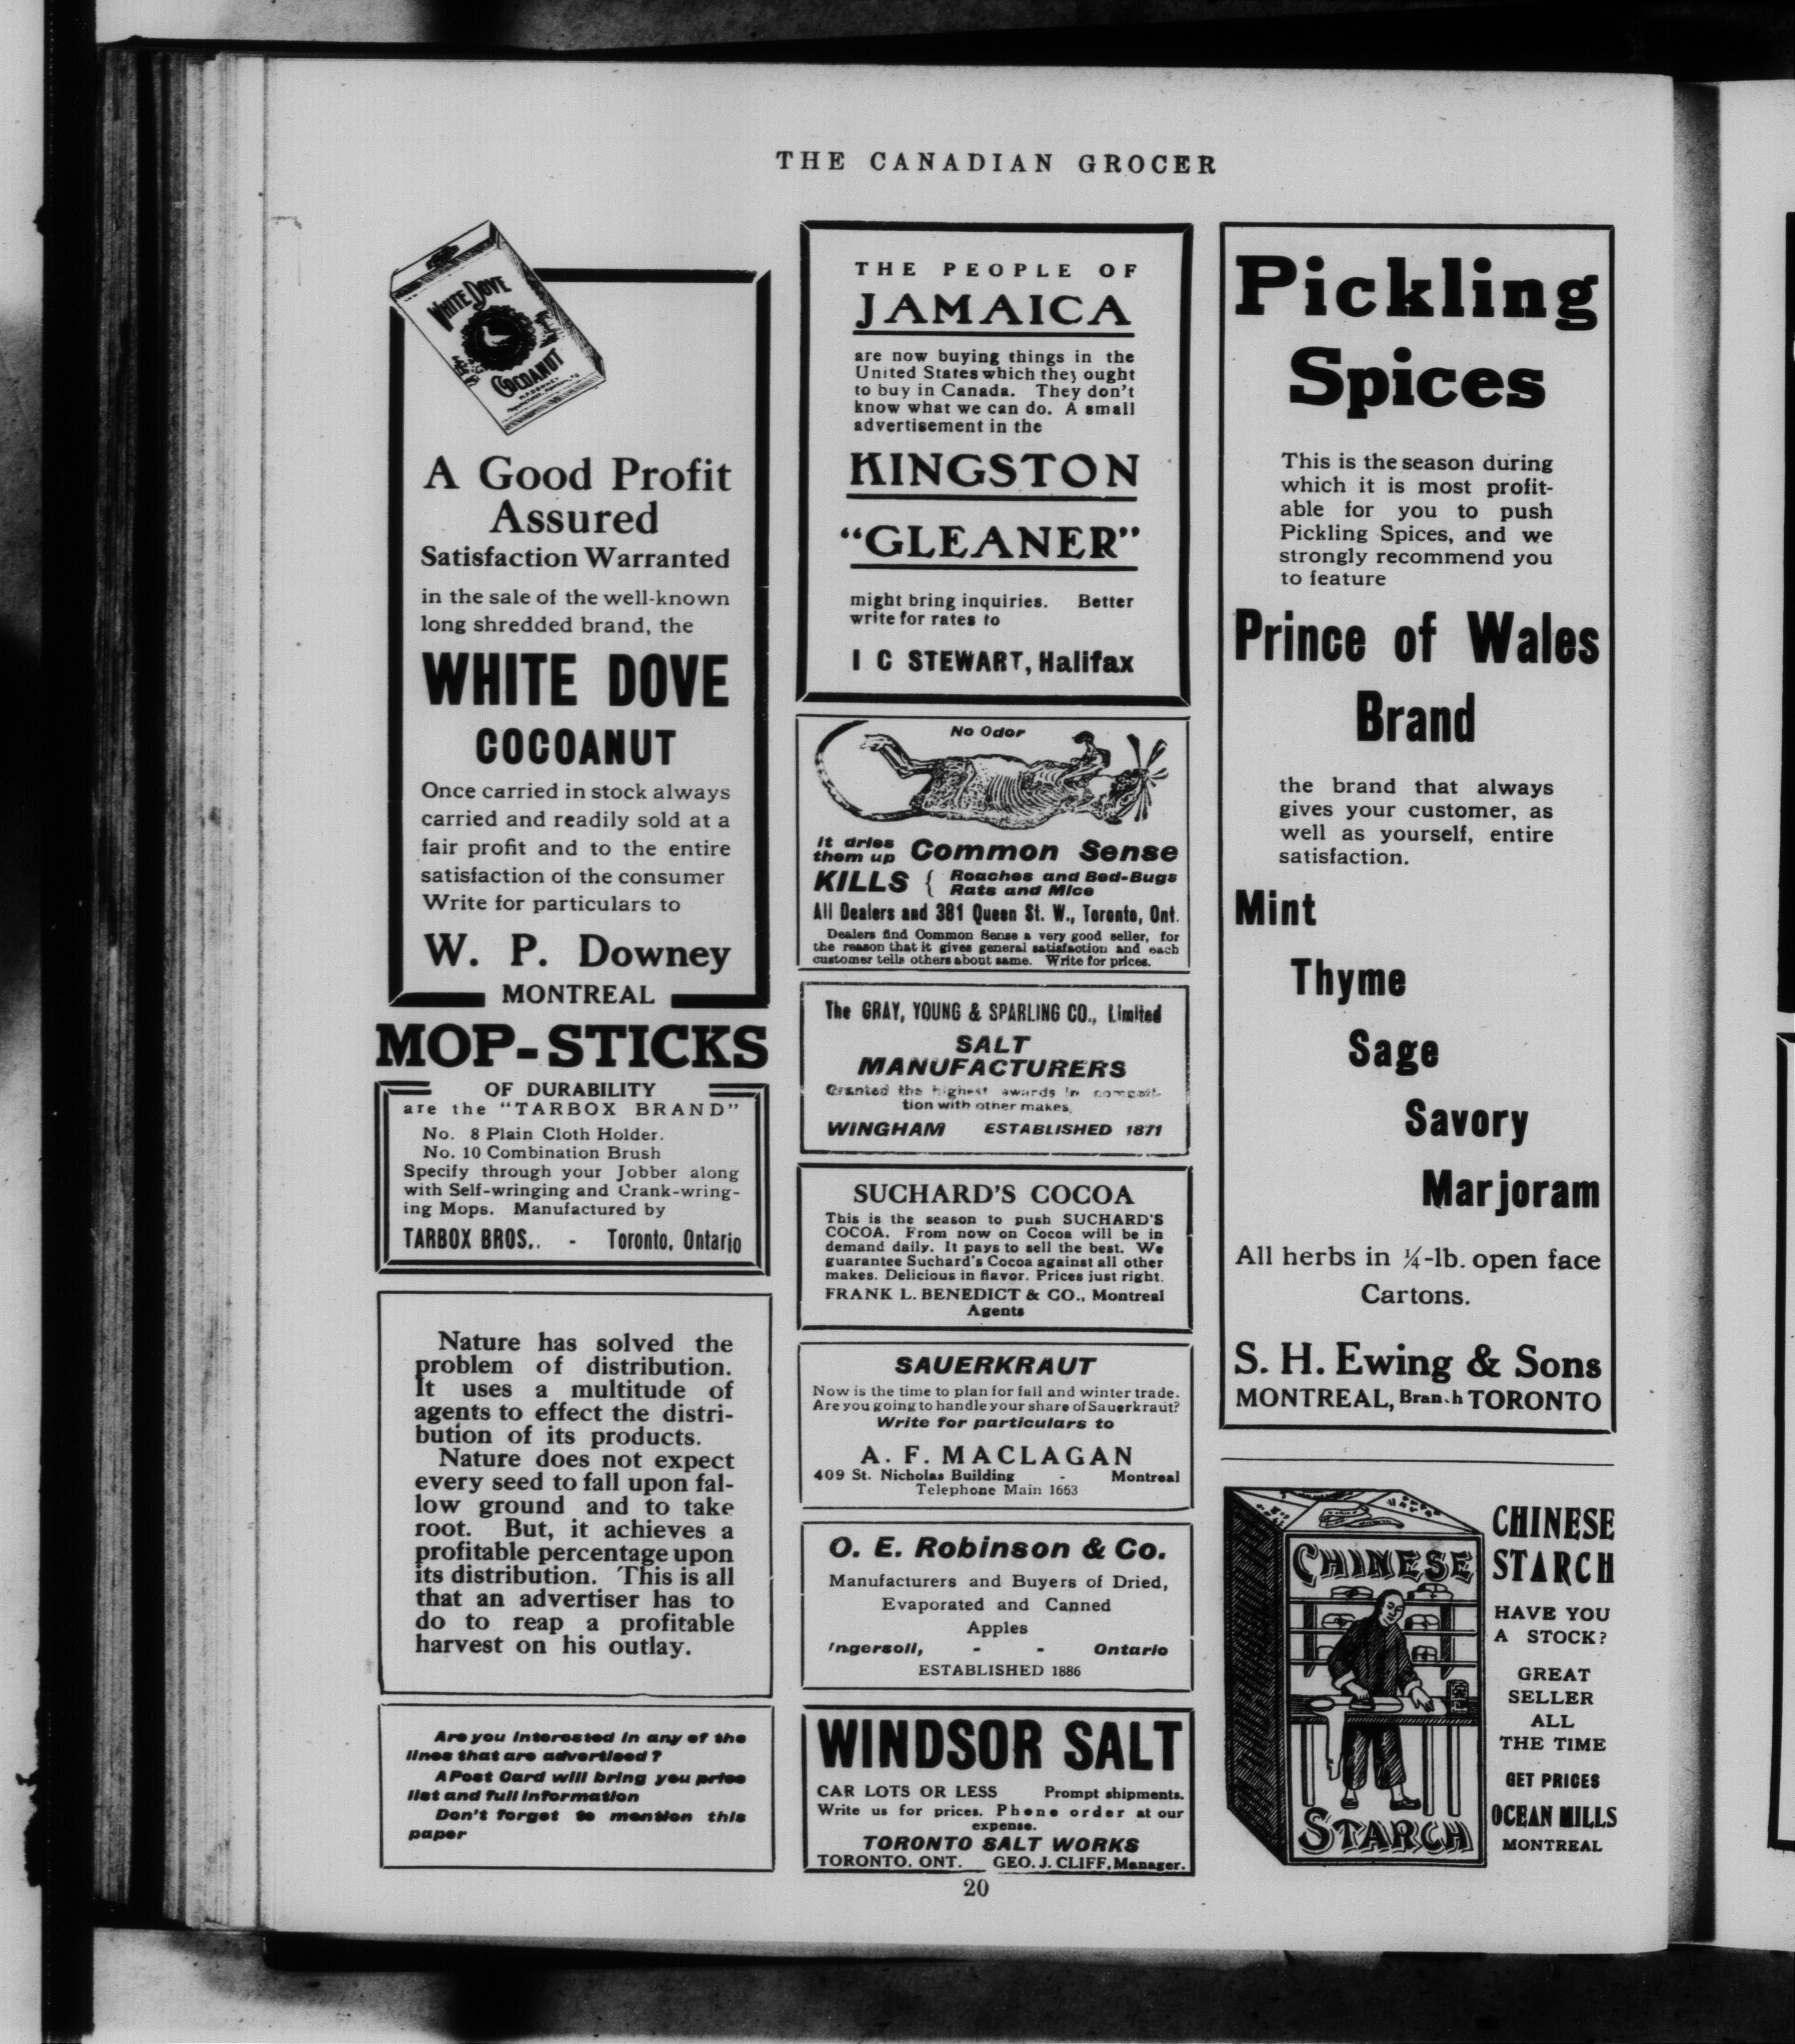 THE CANADIAN GROCER
WHITE DOVE
COCOANUT
A Good Profit
Assured
Satisfaction Warranted
in the sale of the well-known
long shredded brand, the
WHITE DOVE
COCOANUT
Once carried in stock always
carried and readily sold at a
fair profit and to the entire
satisfaction of the consumer
Write for particulars to
W. P. Downey
MONTREAL
MOP-STICKS
OF DURABILITY
are the "TARBOX BRAND"
No. 8 Plain Cloth Holder.
No. 10 Combination Brush
Specify through your Jobber along
with Self-wringing and Crank-wring-
ing Mops. Manufactured by
TARBOX BROS.. - Toronto, Ontario
Nature has solved the
problem of distribution.
It uses a multitude of
agents to effect the distri-
bution of its products.
Nature does not expect
every seed to fall upon fal-
low ground and to take
root. But, it achieves a
profitable percentage upon
its distribution. This is all
that an advertiser has to
do to reap a profitable
harvest on his outlay.
Are you interested in any of the
lines that are advertised?
A Post Card will bring you price
list and full information
Don't forget to mention this
paper
THE PEOPLE OF
JAMAICA
are now buying things in the
United States which they ought
to buy in Canada. They don't
know what we can do. A small
advertisement in the
KINGSTON
"GLEANER"
might bring inquiries. Better
write for rates to
I C STEWART, Halifax
No Odor
It dries
them up Common Sense
KILLS { Roaches and Bed-Bugs
Rats and Mice
All Dealers and 381 Queen St. W., Toronto, Ont.
Dealers find Common Sense a very good seller, for
the reason that it gives general satisfaction and each
customer tells others about same. Write for prices.
The GRAY, YOUNG & SPARLING CO., Limited
SALT
MANUFACTURERS
Granted the highest awards in competi-
tion with other makes.
WINGHAM ESTABLISHED 1871
SUCHARD'S COCOA
This is the season to push SUCHARD'S
COCOA. From now on Cocoa will be in
demand daily. It pays to sell the best. We
guarantee Suchard's Cocoa against all other
makes. Delicious in flavor. Prices just right.
FRANK L. BENEDICT & CO., Montreal
Agents
SAUERKRAUT
Now is the time to plan for fall and winter trade.
Are you going to handle your share of Sauerkraut?
Write for particulars to
A. F. MACLAGAN
409 St. Nicholas Building - Montreal
Telephone Main 1663
O. E. Robinson & Co.
Manufacturers and Buyers of Dried,
Evaporated and Canned
Apples
Ingersoll, - - Ontario
ESTABLISHED 1886
WINDSOR SALT
CAR LOTS OR LESS Prompt shipments.
Write us for prices. Phone order at our
expense.
TORONTO SALT WORKS
TORONTO. ONT. GEO. J. CLIFF, Manager.
Pickling
Spices
This is the season during
which it is most profit-
able for you to push
Pickling Spices, and we
strongly recommend you
to feature
Prince of Wales
Brand
the brand that always
gives your customer, as
well as yourself, entire
satisfaction.
Mint
Thyme
Sage
Savory
Marjoram
All herbs in ¼-lb. open face
Cartons.
S. H. Ewing & Sons
MONTREAL, Branch TORONTO
CHINESE
STARCH
CHINESE
STARCH
HAVE YOU
A STOCK?
GREAT
SELLER
ALL
THE TIME
GET PRICES
OCEAN MILLS
MONTREAL
20